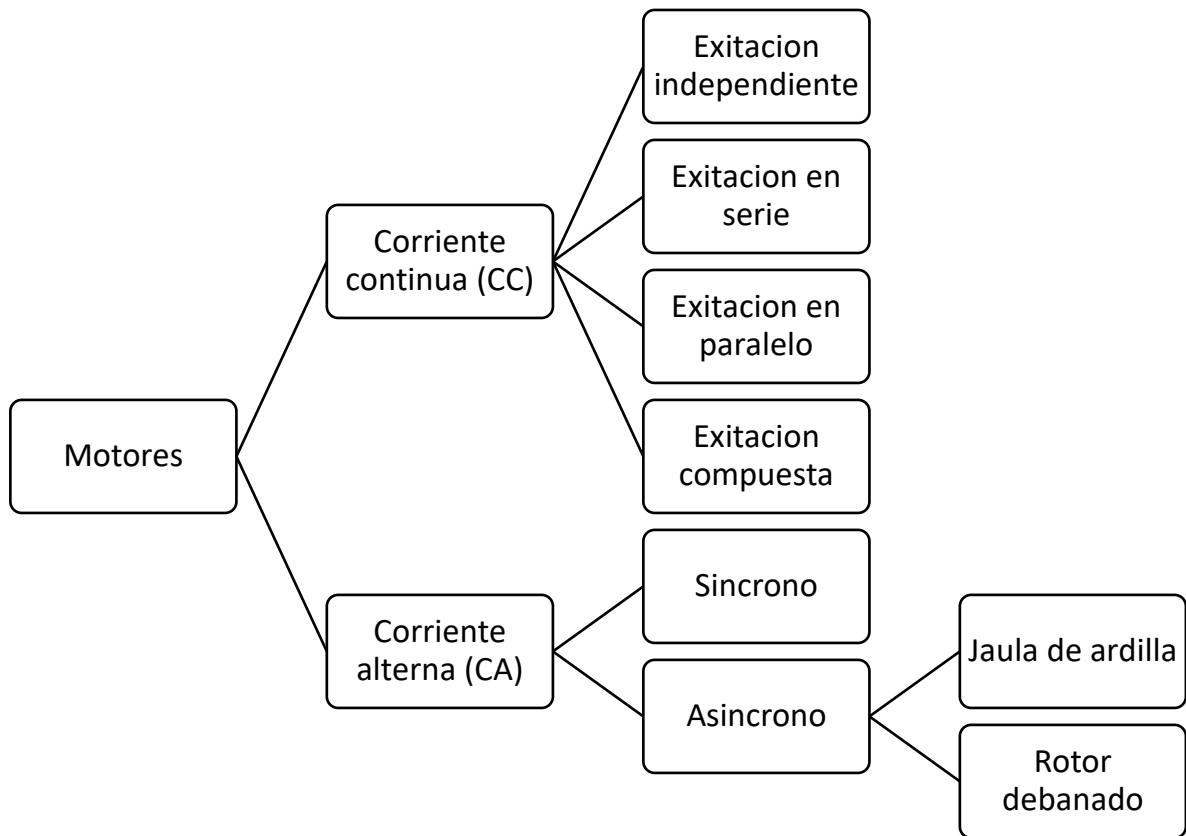 Motores
Corriente
continua (CC)
Exitacion
independiente
Exitacion en
serie
Exitacion en
paralelo
Exitacion
compuesta
Corriente
alterna (CA)
Sincrono
Asincrono
Jaula de ardilla
Rotor
debanado